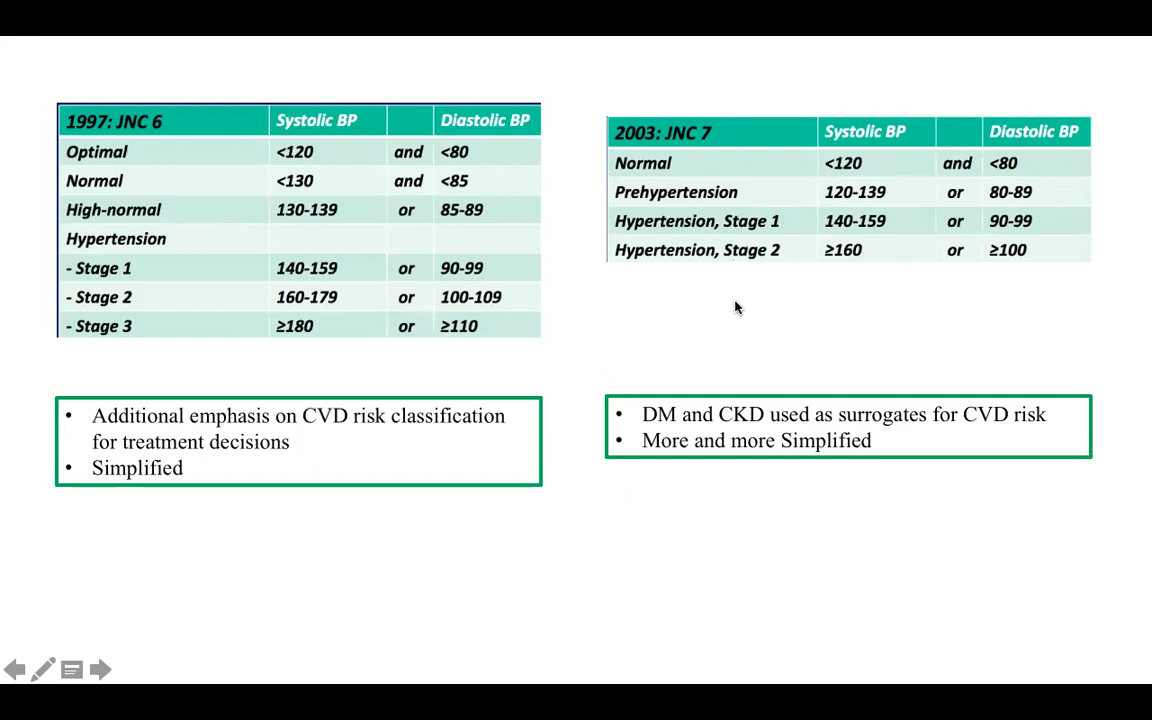 1997: JNC 6 Systolic BP Diastolic BP
Optimal <120 and <80
Normal <130 and <85
High-normal 130-139 or 85-89
Hypertension
- Stage 1 140-159 or 90-99
- Stage 2 160-179 or 100-109
- Stage 3 ≥180 or ≥110
• Additional emphasis on CVD risk classification
for treatment decisions
• Simplified
2003: JNC 7 Systolic BP Diastolic BP
Normal <120 and <80
Prehypertension 120-139 or 80-89
Hypertension, Stage 1 140-159 or 90-99
Hypertension, Stage 2 ≥160 or ≥100
• DM and CKD used as surrogates for CVD risk
• More and more Simplified